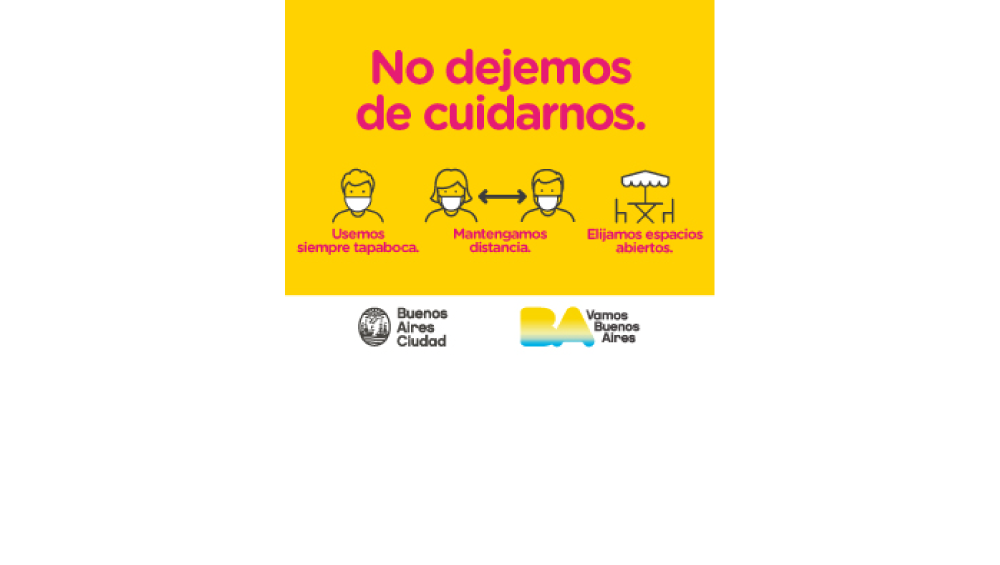 No dejemos
de cuidarnos.
Usemos
siempre tapaboca.
Mantengamos
distancia.
Elijamos espacios
abiertos.
Buenos
Aires
Ciudad
BA
Vamos
Buenos
Aires